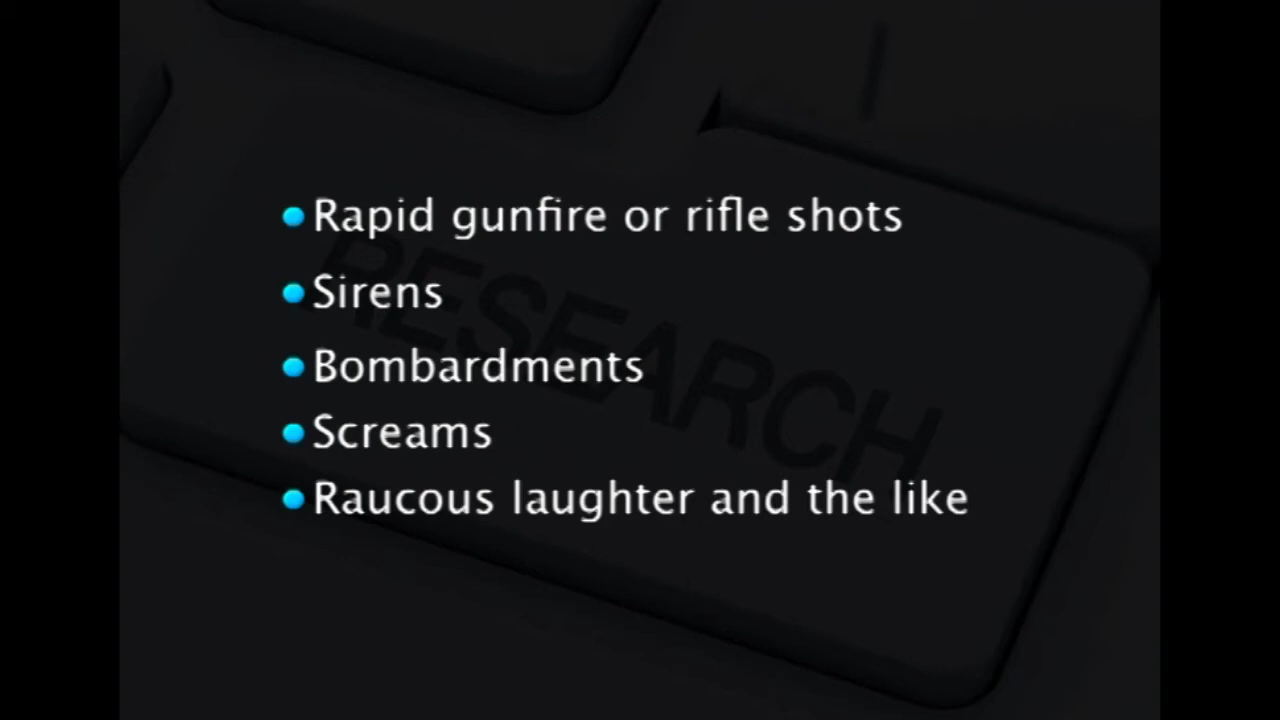 Rapid gunfire or rifle shots
Sirens
Bombardments
Screams
Raucous laughter and the like
RESEARCH